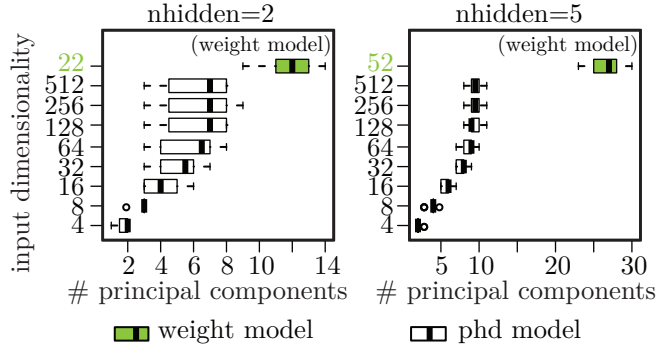 nhidden=2
nhidden=5
input dimensionality
22
(weight model)
512
256
128
64
32
16
8
4
52
(weight model)
512
256
128
64
32
16
8
4
2 4 6 8 10 14
5 10 20 30
# principal components
# principal components
weight model
phd model